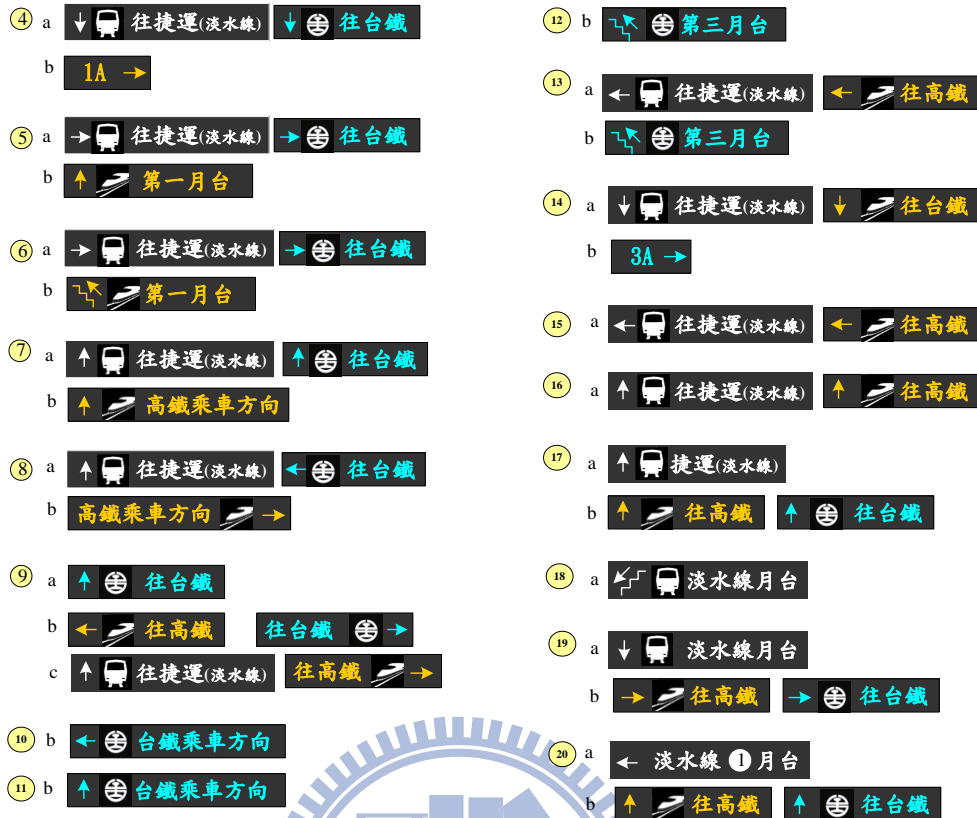 ④ a ↓ 往捷運(淡水線) ↓ 往台鐵
b 1A →
⑤ a → 往捷運(淡水線) → 往台鐵
b ↑ 第一月台
⑥ a → 往捷運(淡水線) → 往台鐵
b 第一月台
⑦ a ↑ 往捷運(淡水線) ↑ 往台鐵
b ↑ 高鐵乘車方向
⑧ a ↑ 往捷運(淡水線) ← 往台鐵
b 高鐵乘車方向 →
⑨ a ↑ 往台鐵
b ← 往高鐵 往台鐵 →
c ↑ 往捷運(淡水線) 往高鐵 →
⑩ b ← 台鐵乘車方向
⑪ b ↑ 台鐵乘車方向
⑫ b 第三月台
⑬ a ← 往捷運(淡水線) ← 往高鐵
b 第三月台
⑭ a ↓ 往捷運(淡水線) ↓ 往台鐵
b 3A →
⑮ a ← 往捷運(淡水線) ← 往高鐵
⑯ a ↑ 往捷運(淡水線) ↑ 往高鐵
⑰ a ↑ 捷運(淡水線)
b ↑ 往高鐵 ↑ 往台鐵
⑱ a 淡水線月台
⑲ a ↓ 淡水線月台
b → 往高鐵 → 往台鐵
⑳ a ← 淡水線 ❶ 月台
b ↑ 往高鐵 ↑ 往台鐵